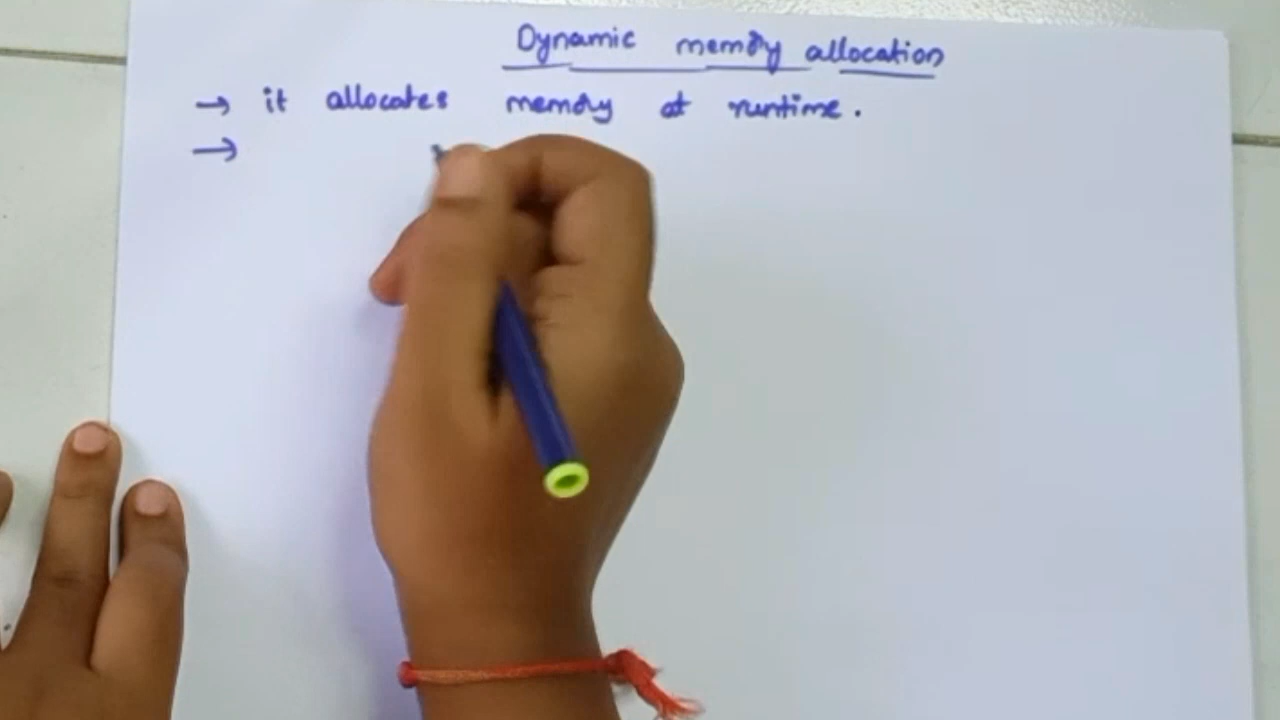 Dynamic memory allocation
→ it allocates memory at runtime.
→